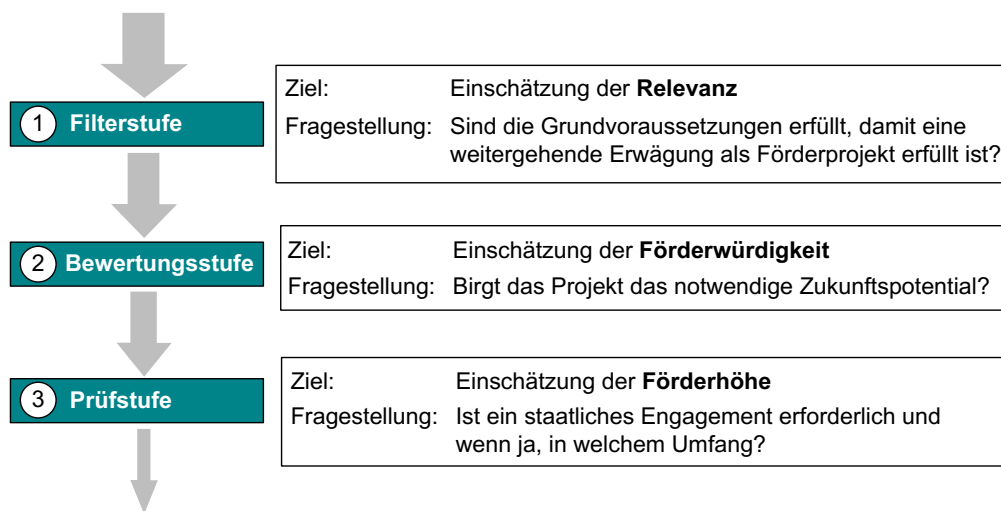 Ziel: Einschätzung der Relevanz
1 Filterstufe
Fragestellung: Sind die Grundvoraussetzungen erfüllt, damit eine
weitergehende Erwägung als Förderprojekt erfüllt ist?
Ziel: Einschätzung der Förderwürdigkeit
2 Bewertungsstufe
Fragestellung: Birgt das Projekt das notwendige Zukunftspotential?
Ziel: Einschätzung der Förderhöhe
3 Prüfstufe
Fragestellung: Ist ein staatliches Engagement erforderlich und
wenn ja, in welchem Umfang?